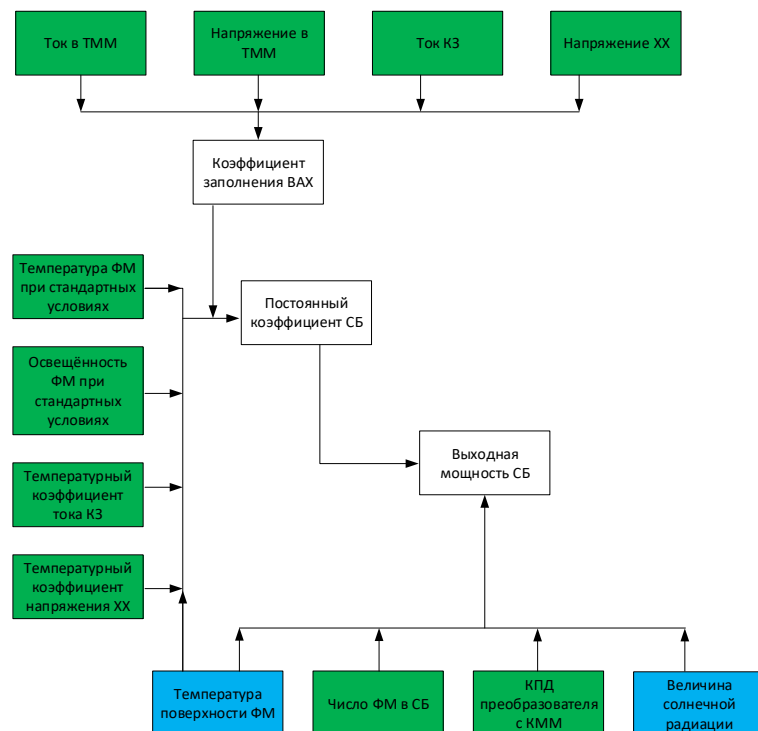 Ток в ТММ
Напряжение в
ТММ
Ток КЗ
Напряжение ХХ
Коэффициент
заполнения ВАХ
Температура ФМ
при стандартных
условиях
Постоянный
коэффициент СБ
Освещённость
ФМ при
стандартных
условиях
Выходная
мощность СБ
Температурный
коэффициент
тока КЗ
Температурный
коэффициент
напряжения ХХ
Температура
поверхности ФМ
Число ФМ в СБ
КПД
преобразователя
с КММ
Величина
солнечной
радиации